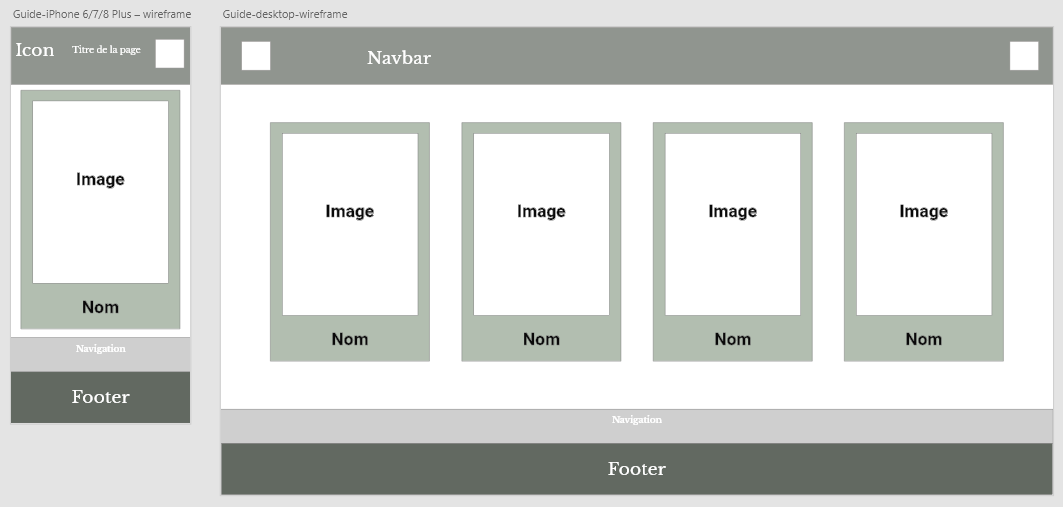 Guide-iPhone 6/7/8 Plus – wireframe
Icon
Titre de la page
Image
Nom
Navigation
Footer
Guide-desktop-wireframe
Navbar
Image
Image
Image
Image
Nom
Nom
Nom
Nom
Navigation
Footer